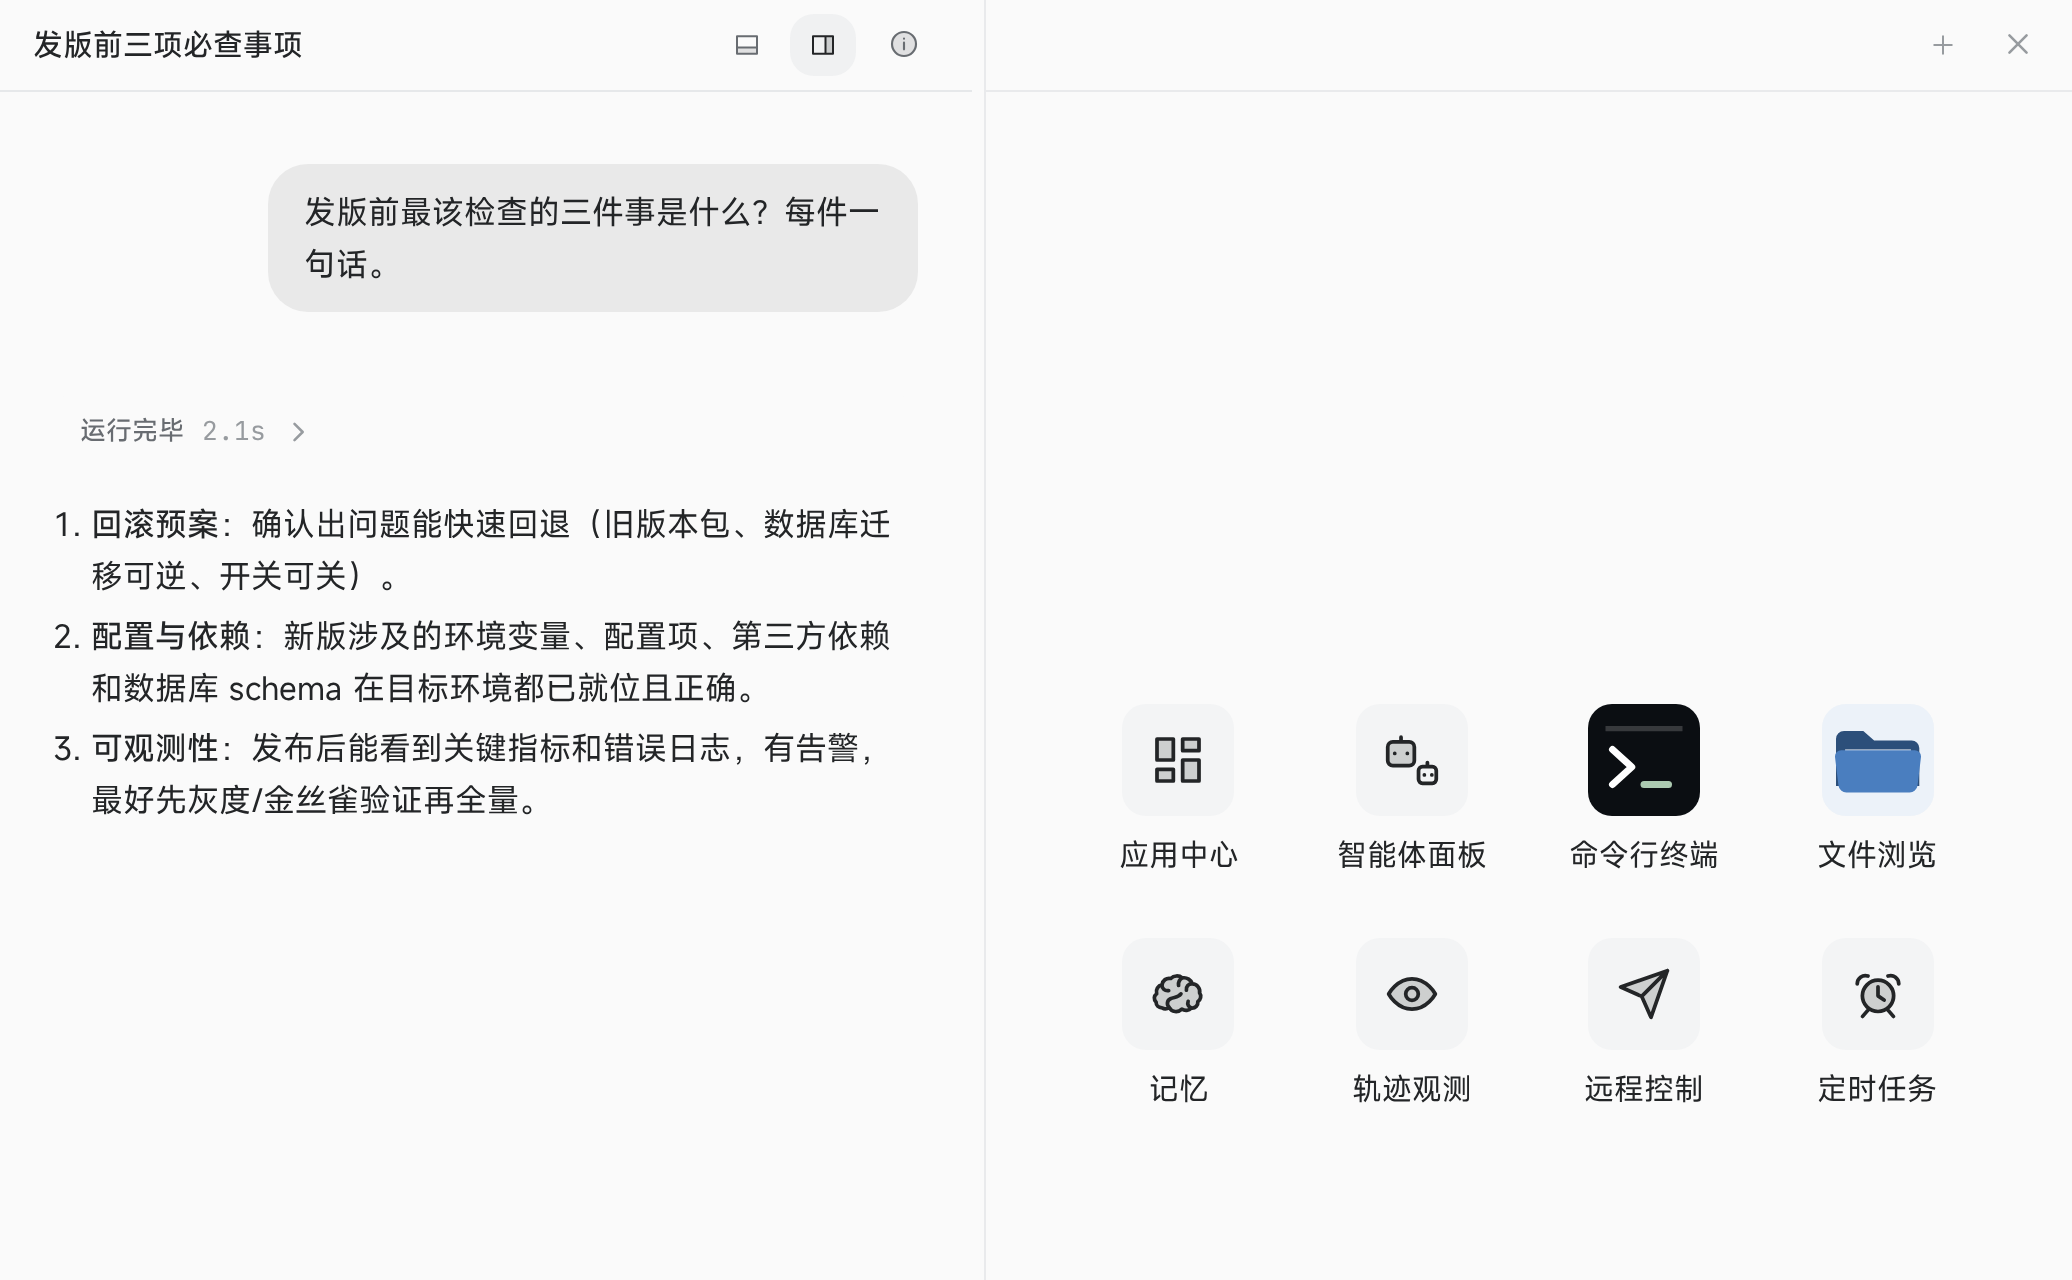 发版前三项必查事项
发版前最该检查的三件事是什么？每件一
句话。
运行完毕 2.1s
1. 回滚预案：确认出问题能快速回退（旧版本包、数据库迁
移可逆、开关可关）。
2. 配置与依赖：新版涉及的环境变量、配置项、第三方依赖
和数据库 schema 在目标环境都已就位且正确。
3. 可观测性：发布后能看到关键指标和错误日志，有告警，
最好先灰度/金丝雀验证再全量。
应用中心 智能体面板 命令行终端 文件浏览
记忆 轨迹观测 远程控制 定时任务